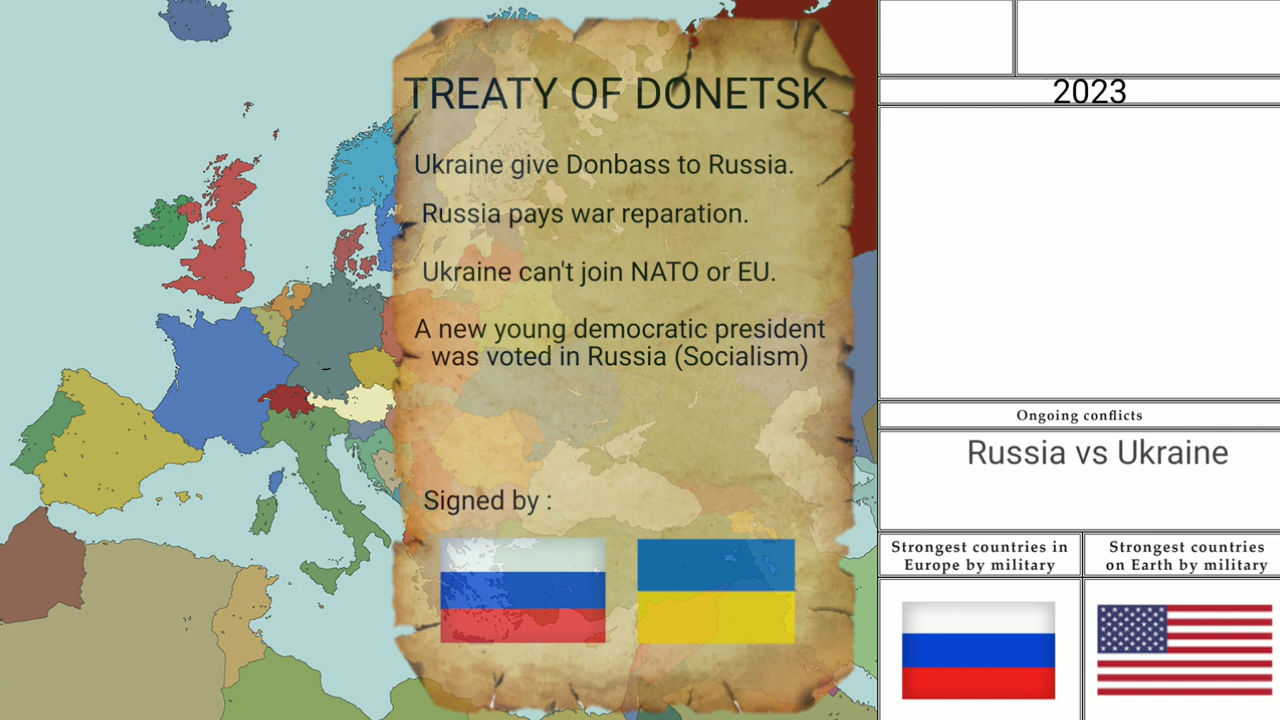 TREATY OF DONETSK
Ukraine give Donbass to Russia.
Russia pays war reparation.
Ukraine can't join NATO or EU.
A new young democratic president
was voted in Russia (Socialism)
Signed by :
2023
Ongoing conflicts
Russia vs Ukraine
Strongest countries in
Europe by military
Strongest countries
on Earth by military